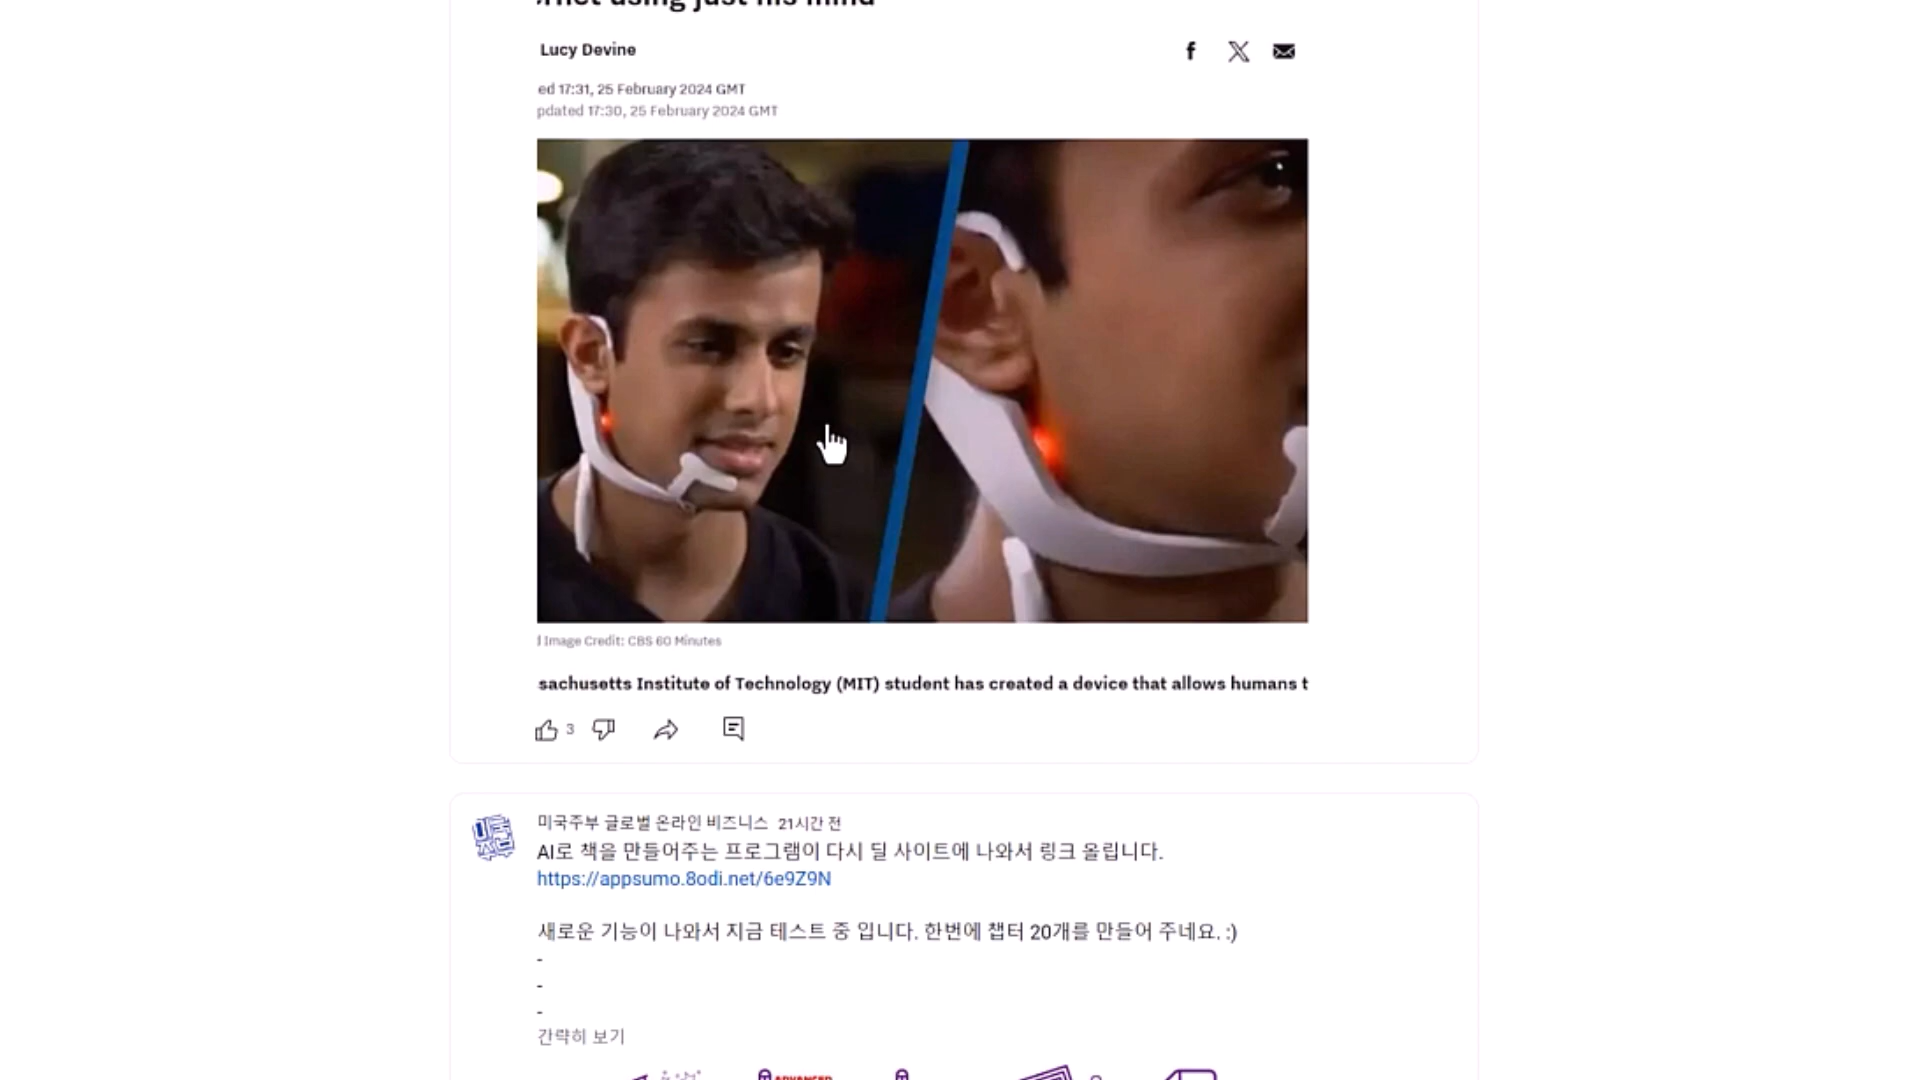 rnet using just his mind
Lucy Devine
ed 17:31, 25 February 2024 GMT
pdated 17:30, 25 February 2024 GMT
Image Credit: CBS 60 Minutes
sachusetts Institute of Technology (MIT) student has created a device that allows humans t
3
미국주부 글로벌 온라인 비즈니스 21시간 전
AI로 책을 만들어주는 프로그램이 다시 딜 사이트에 나와서 링크 올립니다.
https://appsumo.8odi.net/6e9Z9N
새로운 기능이 나와서 지금 테스트 중 입니다. 한번에 챕터 20개를 만들어 주네요. :)
-
-
-
간략히 보기
ADVANCED